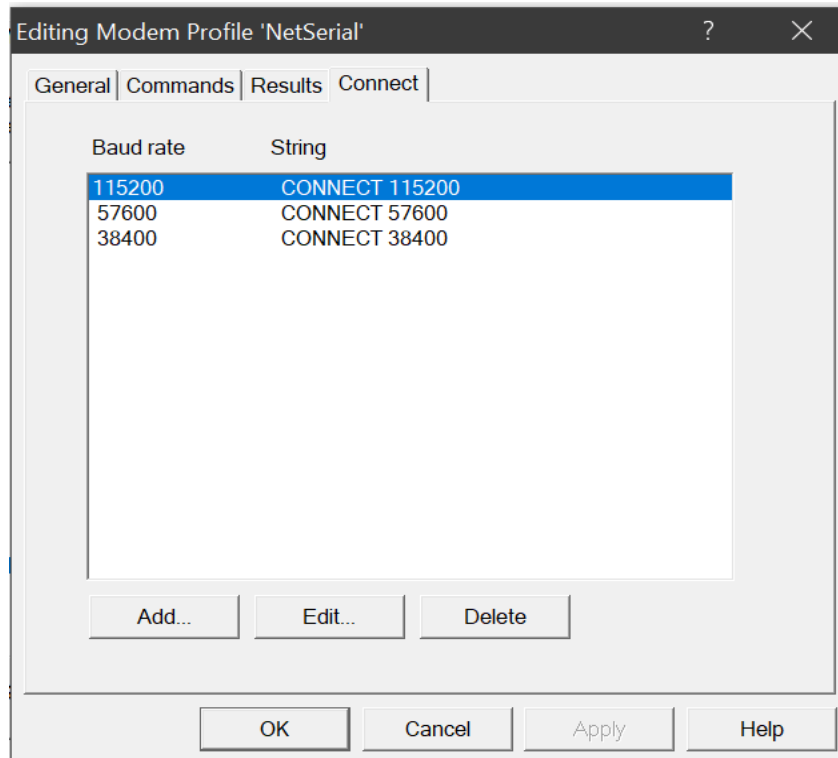 Editing Modem Profile 'NetSerial' ?
General Commands Results Connect
Baud rate String
115200 CONNECT 115200
57600 CONNECT 57600
38400 CONNECT 38400
Add... Edit... Delete
OK Cancel Apply Help